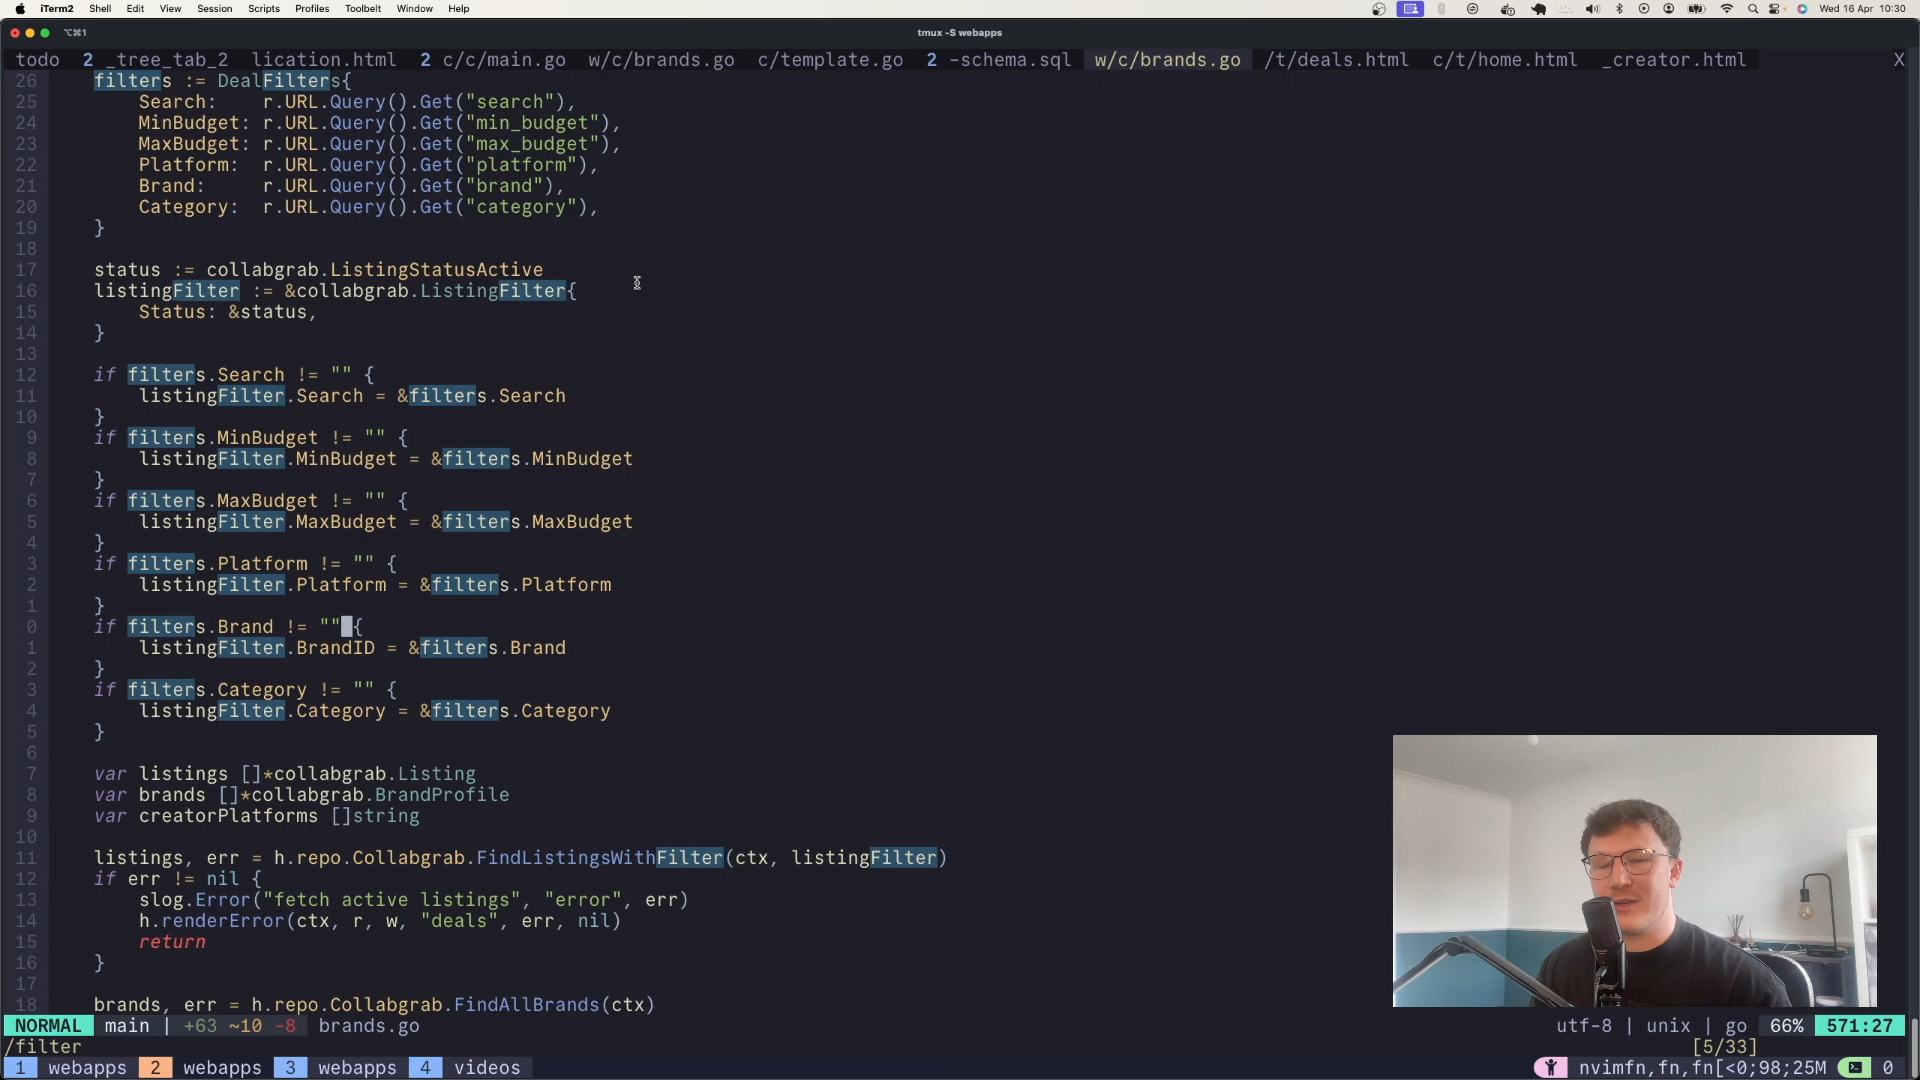 iTerm2 Shell Edit View Session Scripts Profiles Toolbelt Window Help Wed 16 Apr 10:30
⌥⌘1 tmux -S webapps
todo 2 _tree_tab_2 lication.html 2 c/c/main.go w/c/brands.go c/template.go 2 -schema.sql w/c/brands.go /t/deals.html c/t/home.html _creator.html X
26 filters := DealFilters{
25 Search: r.URL.Query().Get("search"),
24 MinBudget: r.URL.Query().Get("min_budget"),
23 MaxBudget: r.URL.Query().Get("max_budget"),
22 Platform: r.URL.Query().Get("platform"),
21 Brand: r.URL.Query().Get("brand"),
20 Category: r.URL.Query().Get("category"),
19 }
18
17 status := collabgrab.ListingStatusActive
16 listingFilter := &collabgrab.ListingFilter{
15 Status: &status,
14 }
13
12 if filters.Search != "" {
11 listingFilter.Search = &filters.Search
10 }
9 if filters.MinBudget != "" {
8 listingFilter.MinBudget = &filters.MinBudget
7 }
6 if filters.MaxBudget != "" {
5 listingFilter.MaxBudget = &filters.MaxBudget
4 }
3 if filters.Platform != "" {
2 listingFilter.Platform = &filters.Platform
1 }
0 if filters.Brand != "" {
1 listingFilter.BrandID = &filters.Brand
2 }
3 if filters.Category != "" {
4 listingFilter.Category = &filters.Category
5 }
6
7 var listings []*collabgrab.Listing
8 var brands []*collabgrab.BrandProfile
9 var creatorPlatforms []string
10
11 listings, err = h.repo.Collabgrab.FindListingsWithFilter(ctx, listingFilter)
12 if err != nil {
13 slog.Error("fetch active listings", "error", err)
14 h.renderError(ctx, r, w, "deals", err, nil)
15 return
16 }
17
18 brands, err = h.repo.Collabgrab.FindAllBrands(ctx)
NORMAL main | +63 ~10 -8 brands.go utf-8 | unix | go 66% 571:27
/filter [5/33]
1 webapps 2 webapps 3 webapps 4 videos nvimfn,fn,fn[<0;98;25M 0